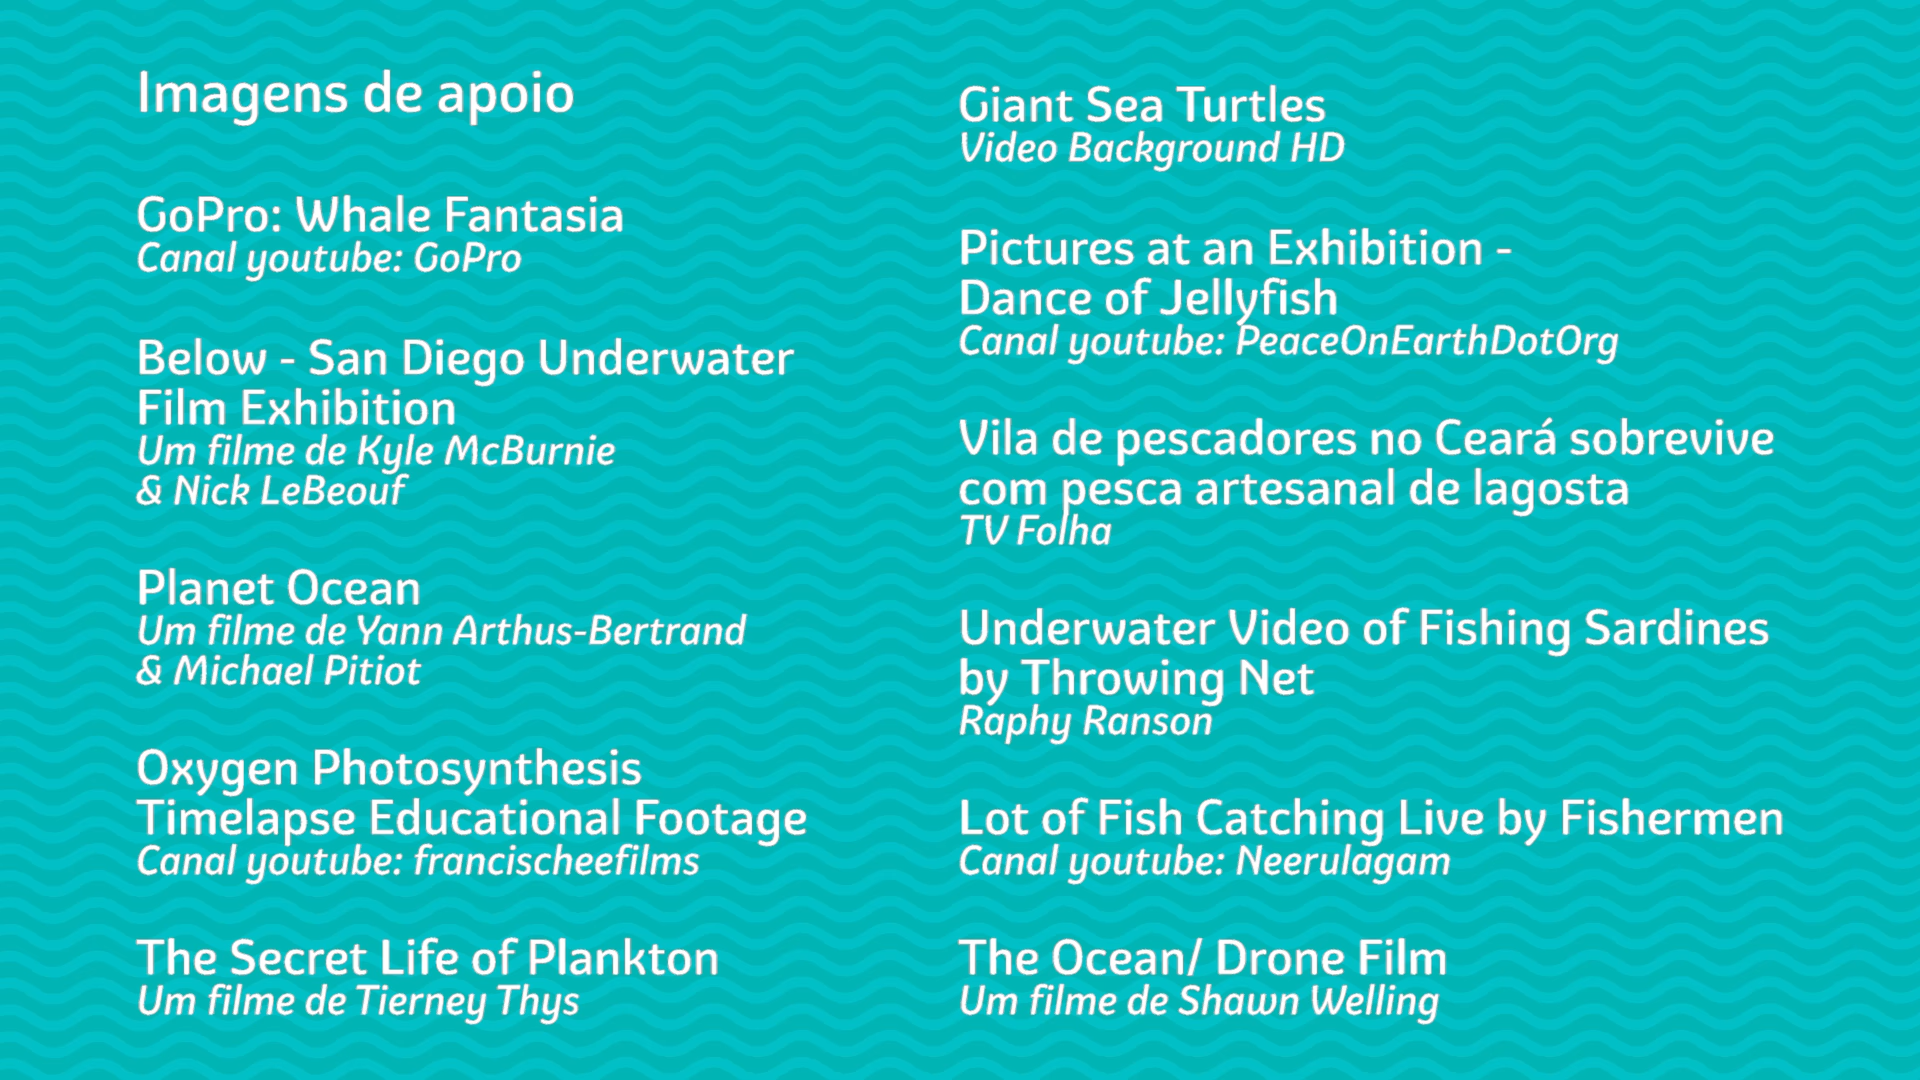 Imagens de apoio
GoPro: Whale Fantasia
Canal youtube: GoPro
Below - San Diego Underwater
Film Exhibition
Um filme de Kyle McBurnie
& Nick LeBeouf
Planet Ocean
Um filme de Yann Arthus-Bertrand
& Michael Pitiot
Oxygen Photosynthesis
Timelapse Educational Footage
Canal youtube: francischeefilms
The Secret Life of Plankton
Um filme de Tierney Thys
Giant Sea Turtles
Video Background HD
Pictures at an Exhibition -
Dance of Jellyfish
Canal youtube: PeaceOnEarthDotOrg
Vila de pescadores no Ceará sobrevive
com pesca artesanal de lagosta
TV Folha
Underwater Video of Fishing Sardines
by Throwing Net
Raphy Ranson
Lot of Fish Catching Live by Fishermen
Canal youtube: Neerulagam
The Ocean/ Drone Film
Um filme de Shawn Welling